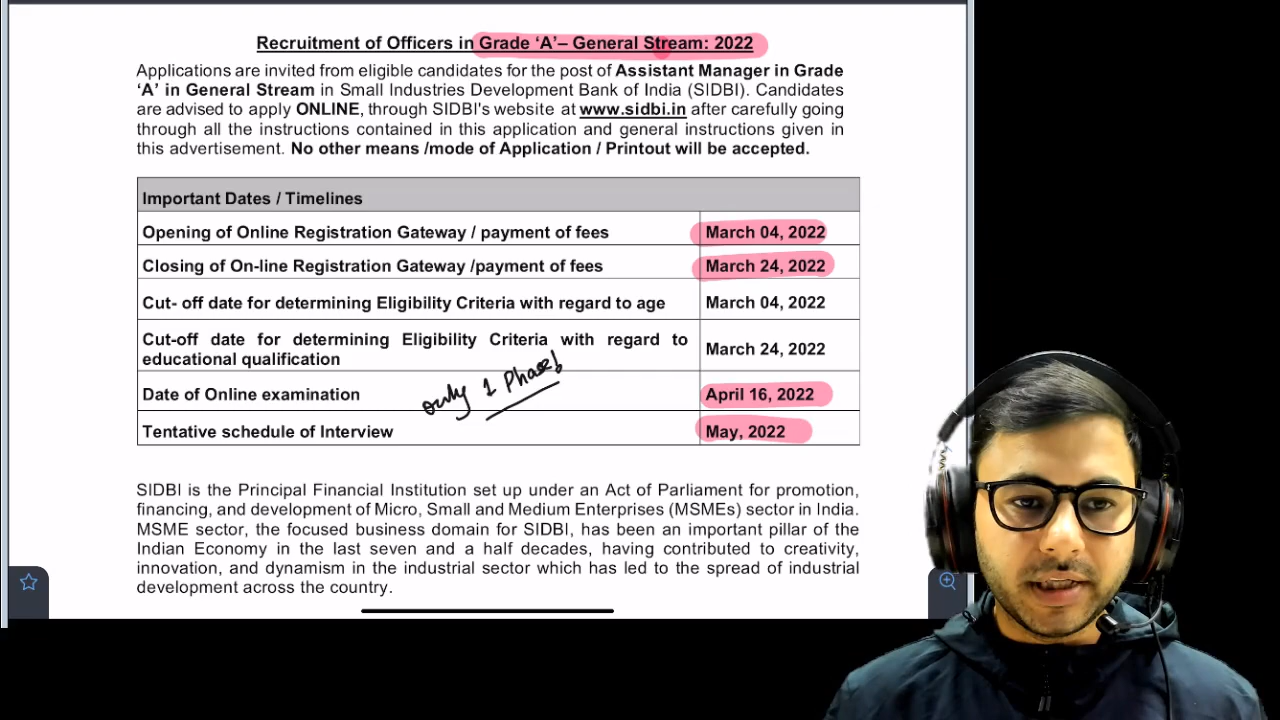 Recruitment of Officers in Grade ‘A’– General Stream: 2022
Applications are invited from eligible candidates for the post of Assistant Manager in Grade
‘A’ in General Stream in Small Industries Development Bank of India (SIDBI). Candidates
are advised to apply ONLINE, through SIDBI's website at www.sidbi.in after carefully going
through all the instructions contained in this application and general instructions given in
this advertisement. No other means /mode of Application / Printout will be accepted.
Important Dates / Timelines
Opening of Online Registration Gateway / payment of fees March 04, 2022
Closing of On-line Registration Gateway /payment of fees March 24, 2022
Cut- off date for determining Eligibility Criteria with regard to age March 04, 2022
Cut-off date for determining Eligibility Criteria with regard to
educational qualification March 24, 2022
only 1 Phase!
Date of Online examination April 16, 2022
Tentative schedule of Interview May, 2022
SIDBI is the Principal Financial Institution set up under an Act of Parliament for promotion,
financing, and development of Micro, Small and Medium Enterprises (MSMEs) sector in India.
MSME sector, the focused business domain for SIDBI, has been an important pillar of the
Indian Economy in the last seven and a half decades, having contributed to creativity,
innovation, and dynamism in the industrial sector which has led to the spread of industrial
development across the country.